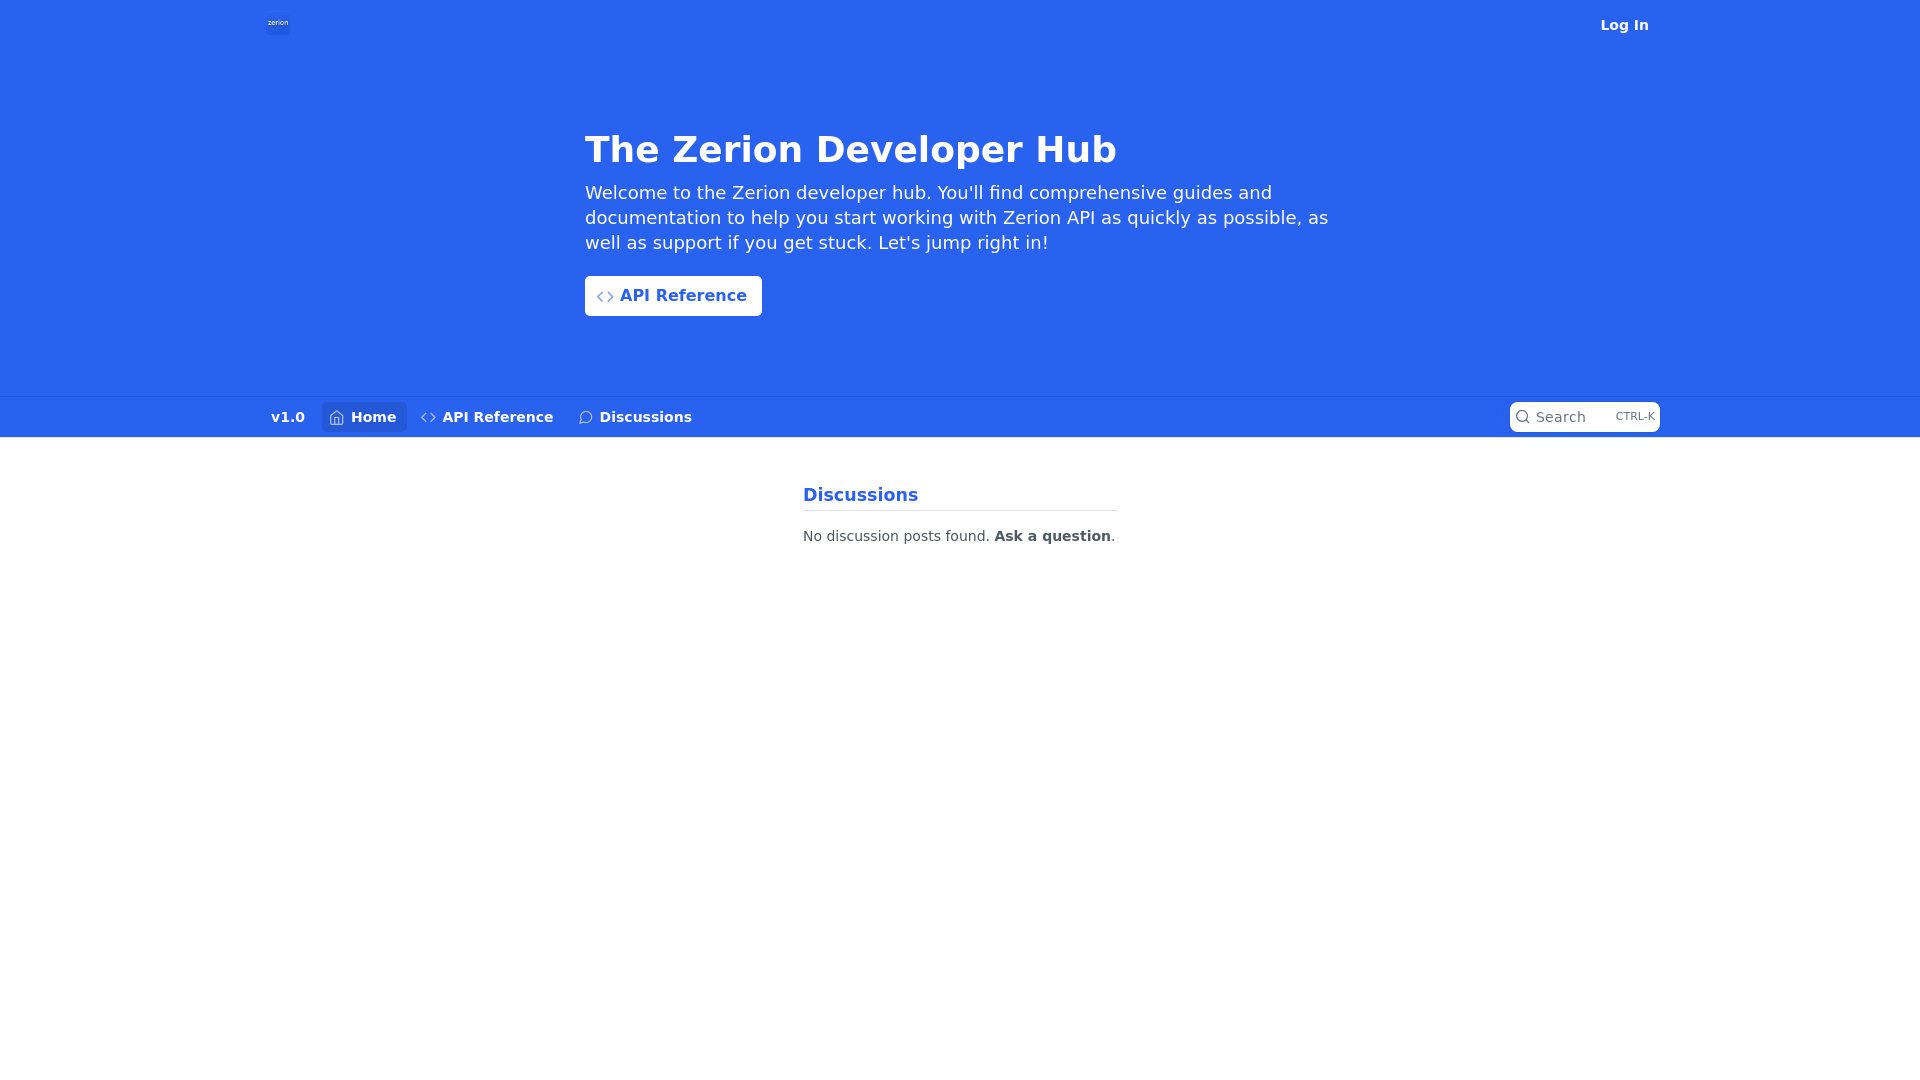 zerion
Log In
The Zerion Developer Hub
Welcome to the Zerion developer hub. You'll find comprehensive guides and
documentation to help you start working with Zerion API as quickly as possible, as
well as support if you get stuck. Let's jump right in!
API Reference
v1.0 Home API Reference Discussions Search CTRL-K
Discussions
No discussion posts found. Ask a question.